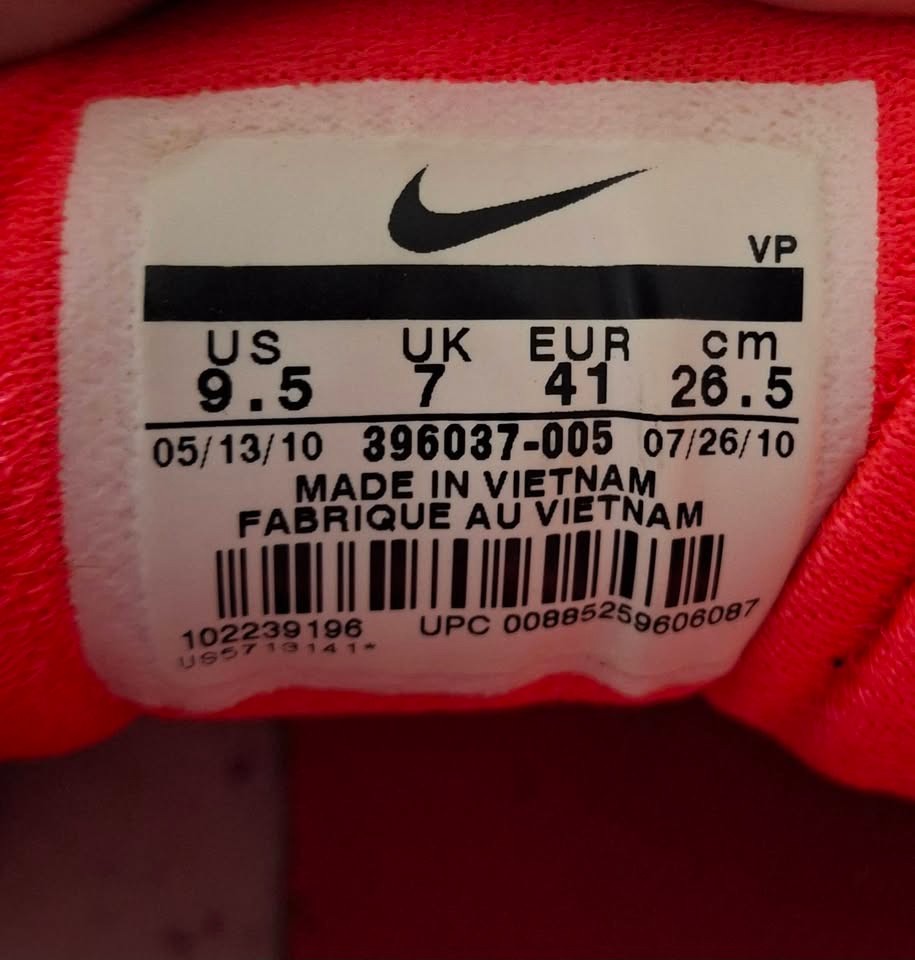 VP
US UK EUR cm
9.5 7 41 26.5
05/13/10 396037-005 07/26/10
MADE IN VIETNAM
FABRIQUE AU VIETNAM
102239196 UPC 00885259606087
US5713141*